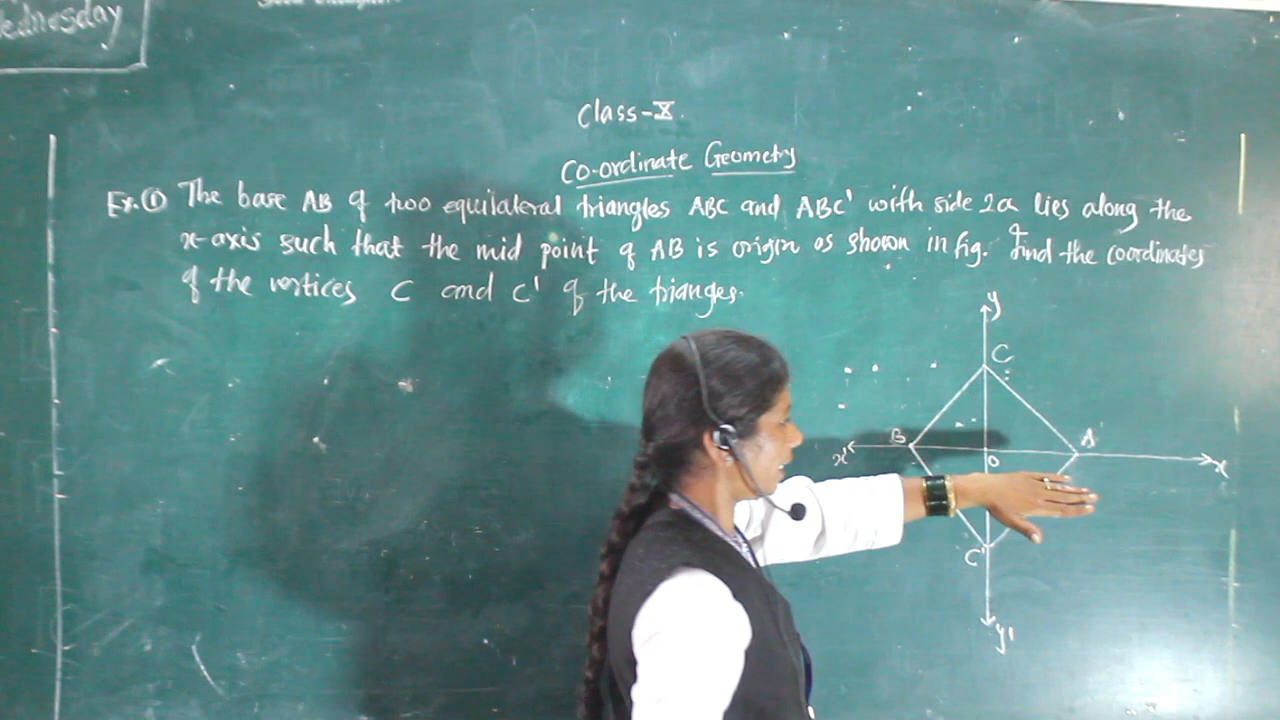 Wednesday
Class-X.
Co-ordinate Geometry
Ex.① The base AB of two equilateral triangles ABC and ABC' with side 2a lies along the
x-axis such that the mid point of AB is origin as shown in fig. find the coordinates
of the vertices C and C' of the trianges.
y
C
B
A
x'
O
x
C'
y'